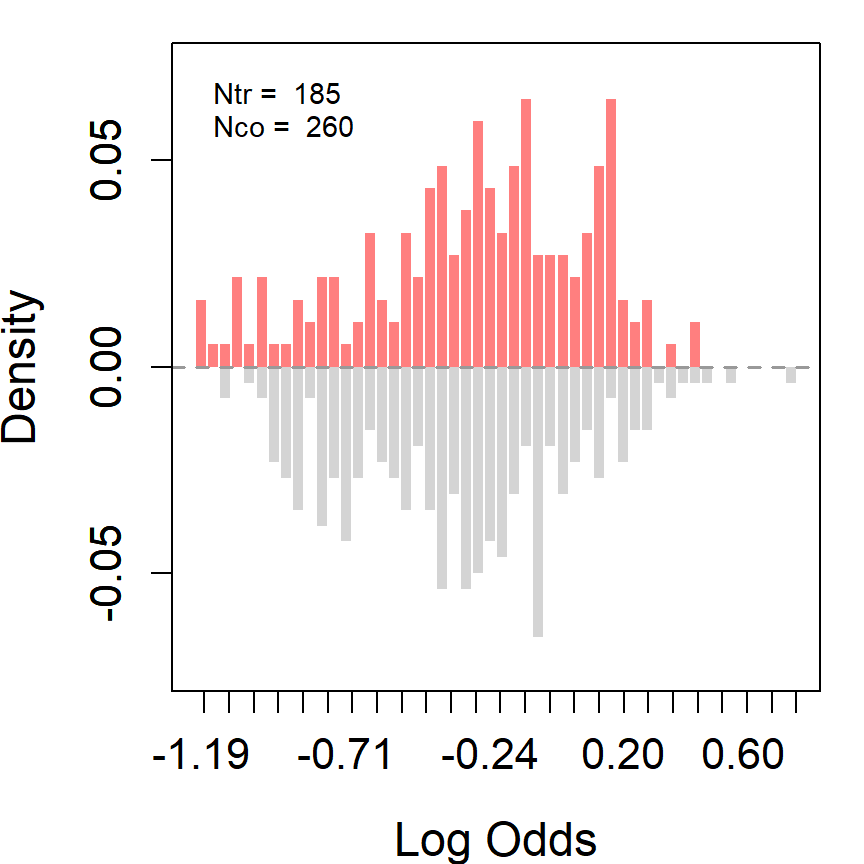 Ntr = 185
Nco = 260
0.05
0.00
-0.05
Density
-1.19 -0.71 -0.24 0.20 0.60
Log Odds